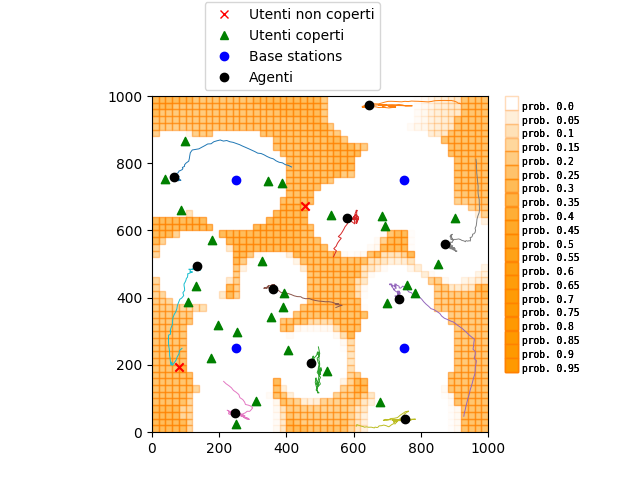 Utenti non coperti
Utenti coperti
Base stations
Agenti
1000
800
600
400
200
0
0
200
400
600
800
1000
prob. 0.0
prob. 0.05
prob. 0.1
prob. 0.15
prob. 0.2
prob. 0.25
prob. 0.3
prob. 0.35
prob. 0.4
prob. 0.45
prob. 0.5
prob. 0.55
prob. 0.6
prob. 0.65
prob. 0.7
prob. 0.75
prob. 0.8
prob. 0.85
prob. 0.9
prob. 0.95